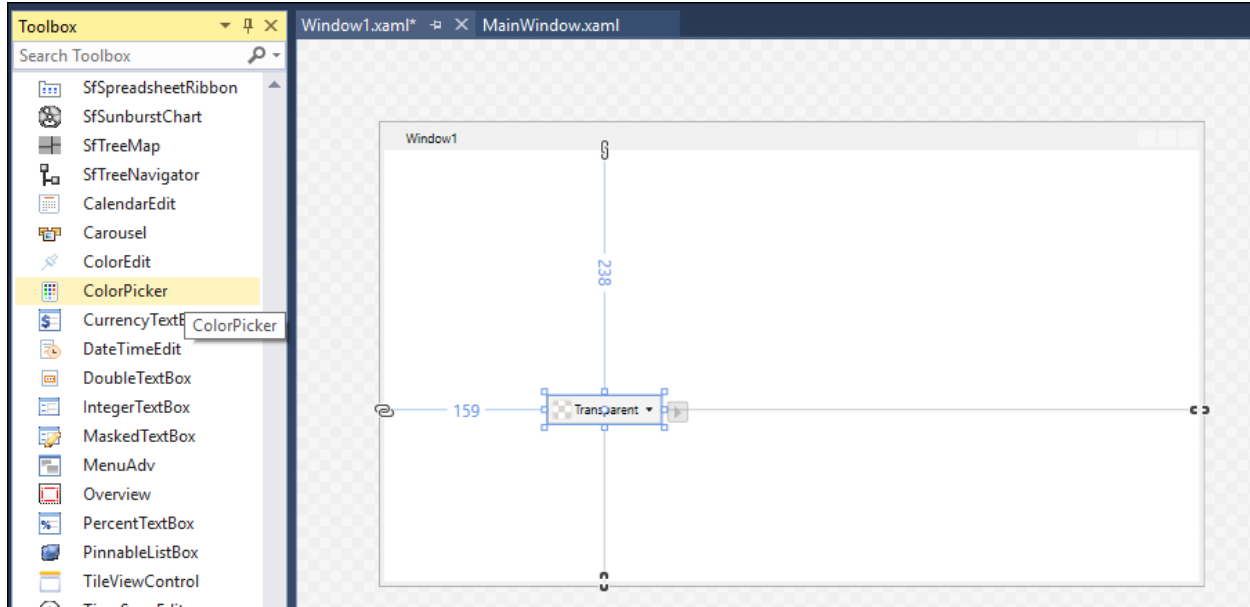 Toolbox
Search Toolbox
SfSpreadsheetRibbon
SfSunburstChart
SfTreeMap
SfTreeNavigator
CalendarEdit
Carousel
ColorEdit
ColorPicker
CurrencyTextB
ColorPicker
DateTimeEdit
DoubleTextBox
IntegerTextBox
MaskedTextBox
MenuAdv
Overview
PercentTextBox
PinnableListBox
TileViewControl
Window1.xaml* MainWindow.xaml
Window1
238
159
Transparent